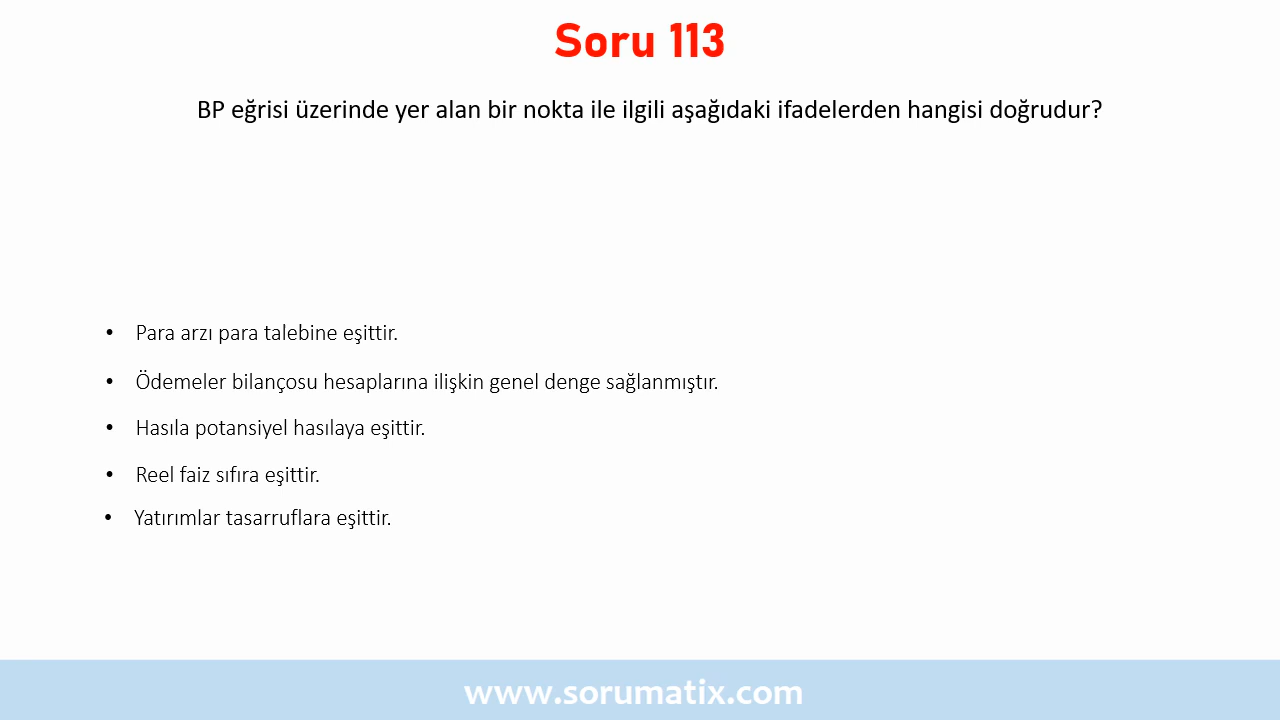 Soru 113
BP eğrisi üzerinde yer alan bir nokta ile ilgili aşağıdaki ifadelerden hangisi doğrudur?
• Para arzı para talebine eşittir.
• Ödemeler bilançosu hesaplarına ilişkin genel denge sağlanmıştır.
• Hasıla potansiyel hasılaya eşittir.
• Reel faiz sıfıra eşittir.
• Yatırımlar tasarruflara eşittir.
www.sorumatix.com